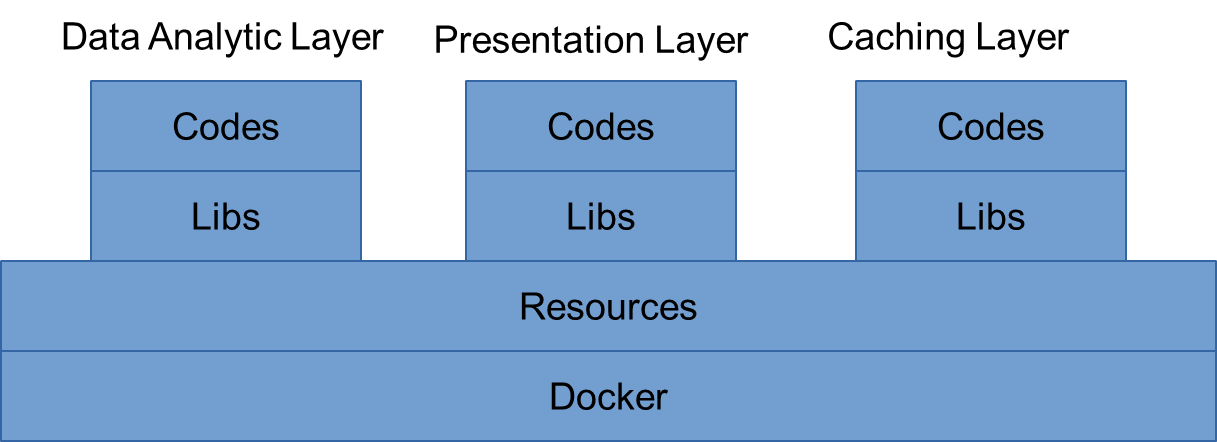 Data Analytic Layer
Presentation Layer
Caching Layer
Codes
Codes
Codes
Libs
Libs
Libs
Resources
Docker